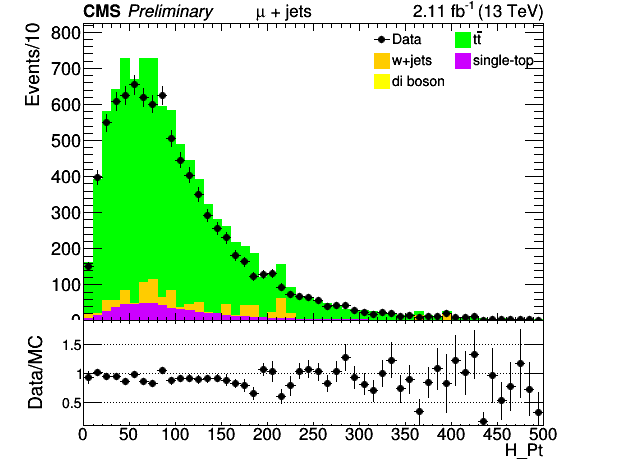 CMS Preliminary μ + jets 2.11 fb⁻¹ (13 TeV)
Events/10
800
700
600
500
400
300
200
100
0
Data
tt̄
w+jets
single-top
di boson
Data/MC
1.5
1
0.5
0 50 100 150 200 250 300 350 400 450 500
H_Pt